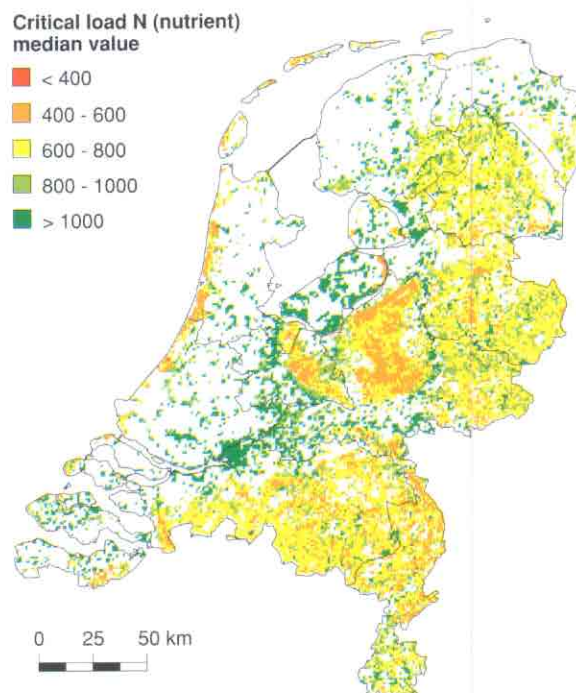 Critical load N (nutrient)
median value
< 400
400 - 600
600 - 800
800 - 1000
> 1000
0 25 50 km